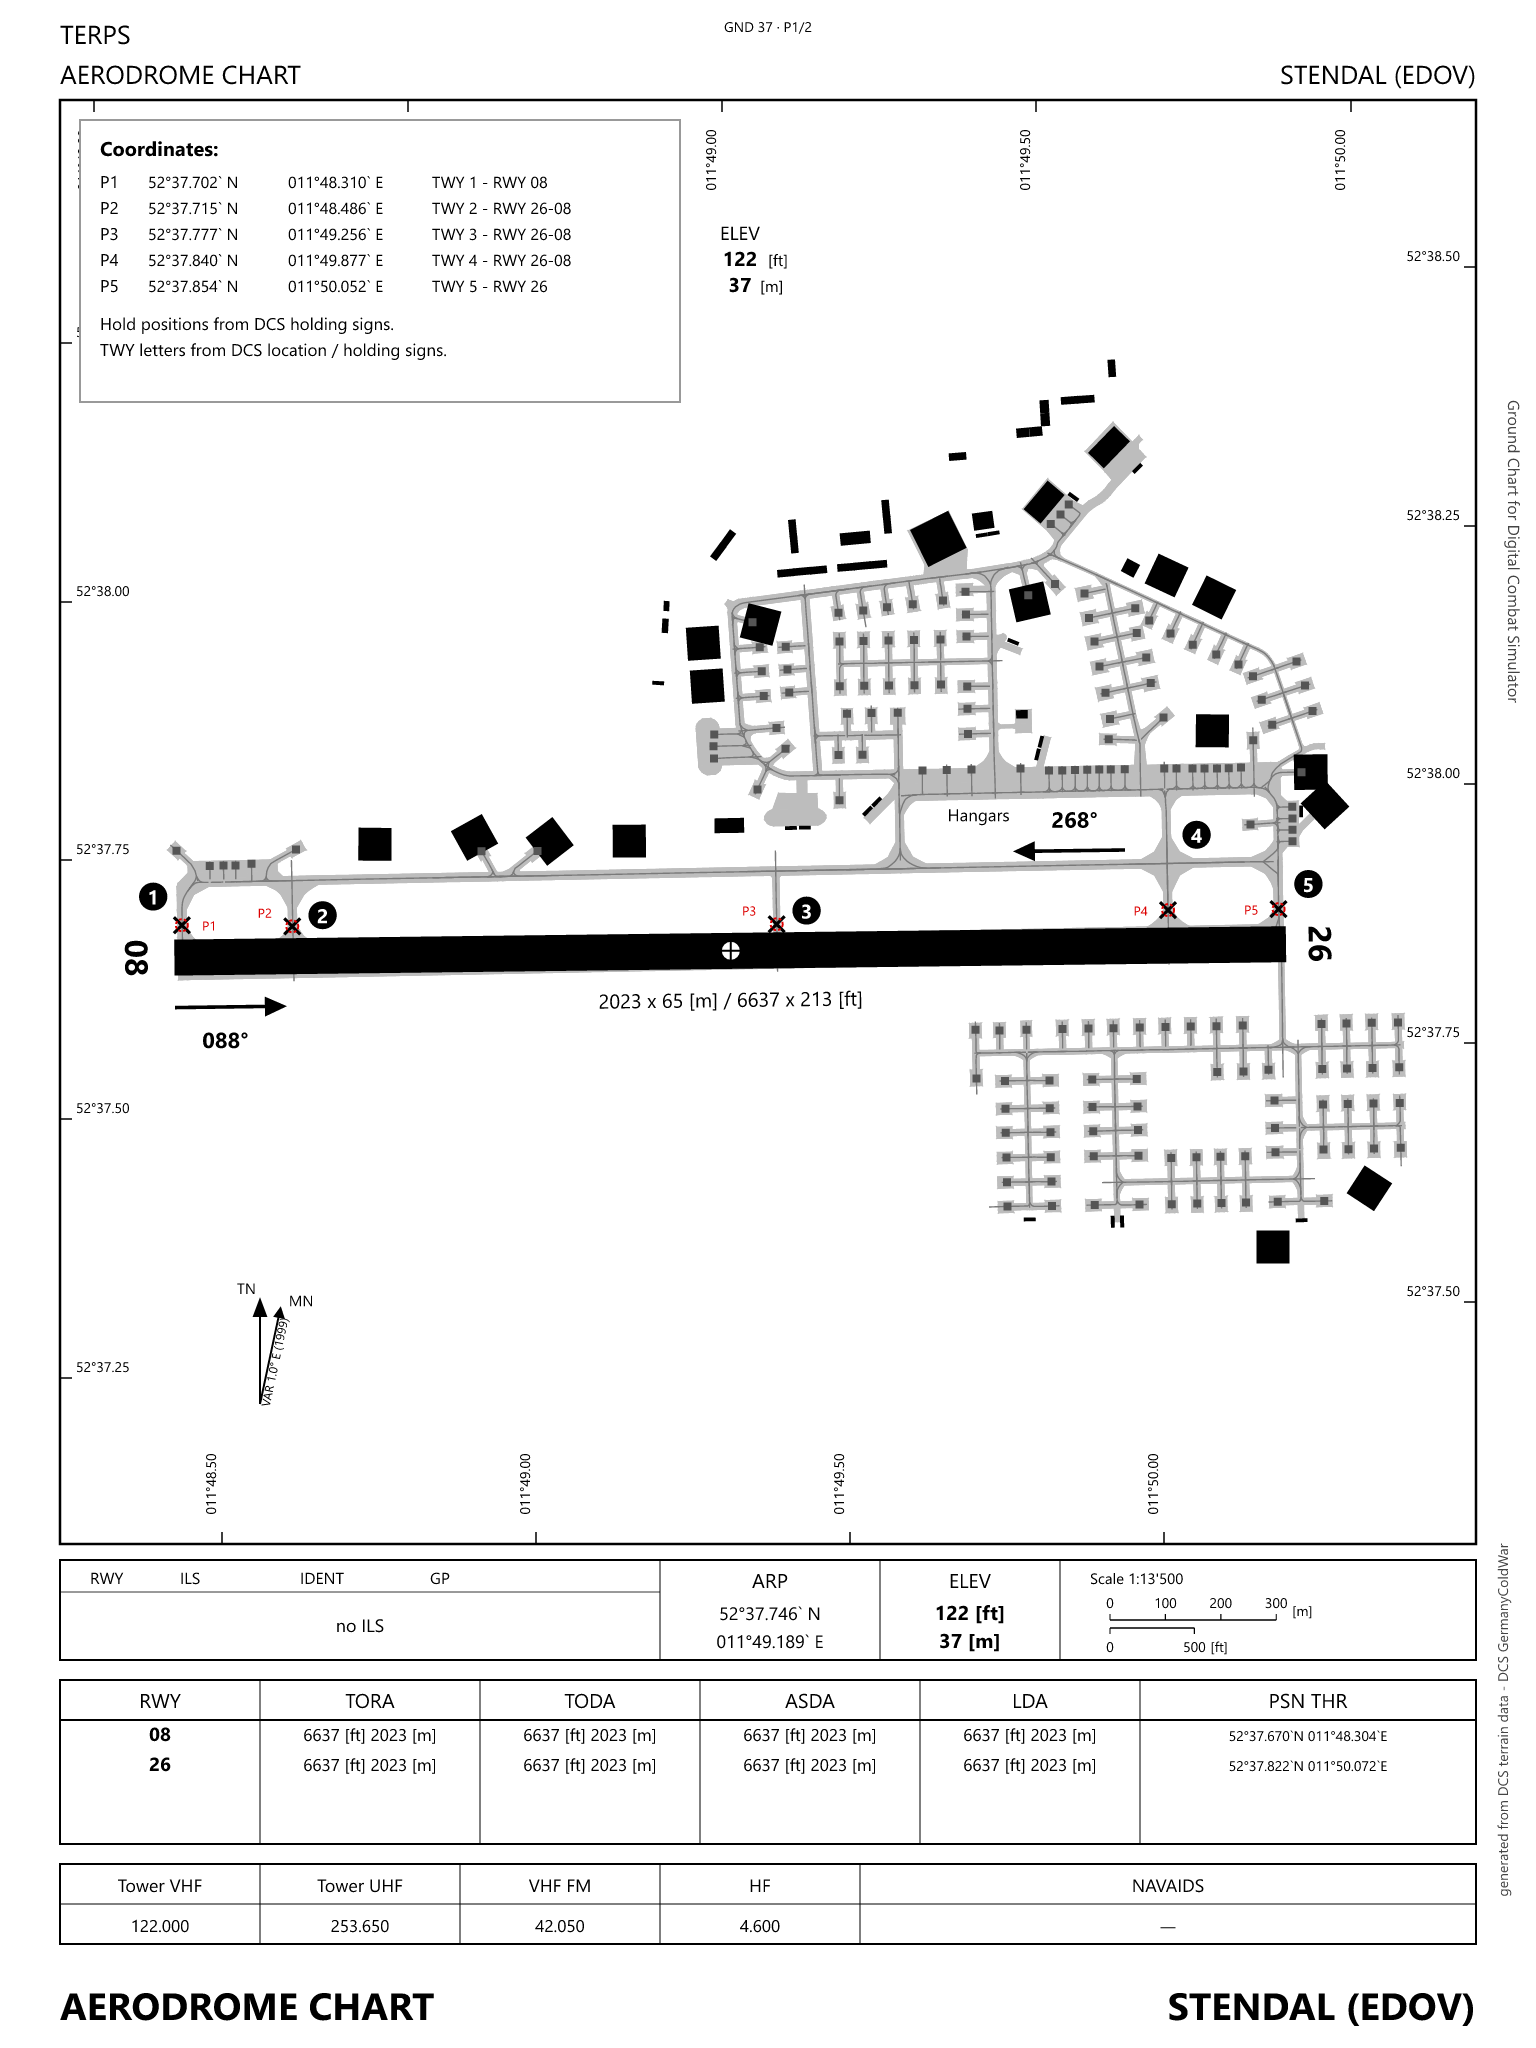 GND 37 · P1/2
TERPS
AERODROME CHART
STENDAL (EDOV)
Coordinates:
P1 52°37.702` N 011°48.310` E TWY 1 - RWY 08
P2 52°37.715` N 011°48.486` E TWY 2 - RWY 26-08
P3 52°37.777` N 011°49.256` E TWY 3 - RWY 26-08
P4 52°37.840` N 011°49.877` E TWY 4 - RWY 26-08
P5 52°37.854` N 011°50.052` E TWY 5 - RWY 26
Hold positions from DCS holding signs.
TWY letters from DCS location / holding signs.
011°49.00
011°49.50
011°50.00
ELEV
122 [ft]
37 [m]
52°38.50
52°38.25
52°38.00
52°38.00
Hangars
268°
52°37.75
4
1
2
3
5
P1
P2
P3
P4
P5
08
26
2023 x 65 [m] / 6637 x 213 [ft]
088°
52°37.75
52°37.50
TN
MN
VAR 1.0° E (1999)
52°37.50
52°37.25
011°48.50
011°49.00
011°49.50
011°50.00
Ground Chart for Digital Combat Simulator
RWY ILS IDENT GP
no ILS
ARP
52°37.746` N
011°49.189` E
ELEV
122 [ft]
37 [m]
Scale 1:13'500
0 100 200 300 [m]
0 500 [ft]
RWY TORA TODA ASDA LDA PSN THR
08 6637 [ft] 2023 [m] 6637 [ft] 2023 [m] 6637 [ft] 2023 [m] 6637 [ft] 2023 [m] 52°37.670`N 011°48.304`E
26 6637 [ft] 2023 [m] 6637 [ft] 2023 [m] 6637 [ft] 2023 [m] 6637 [ft] 2023 [m] 52°37.822`N 011°50.072`E
Tower VHF Tower UHF VHF FM HF NAVAIDS
122.000 253.650 42.050 4.600 —
generated from DCS terrain data - DCS GermanyColdWar
AERODROME CHART
STENDAL (EDOV)